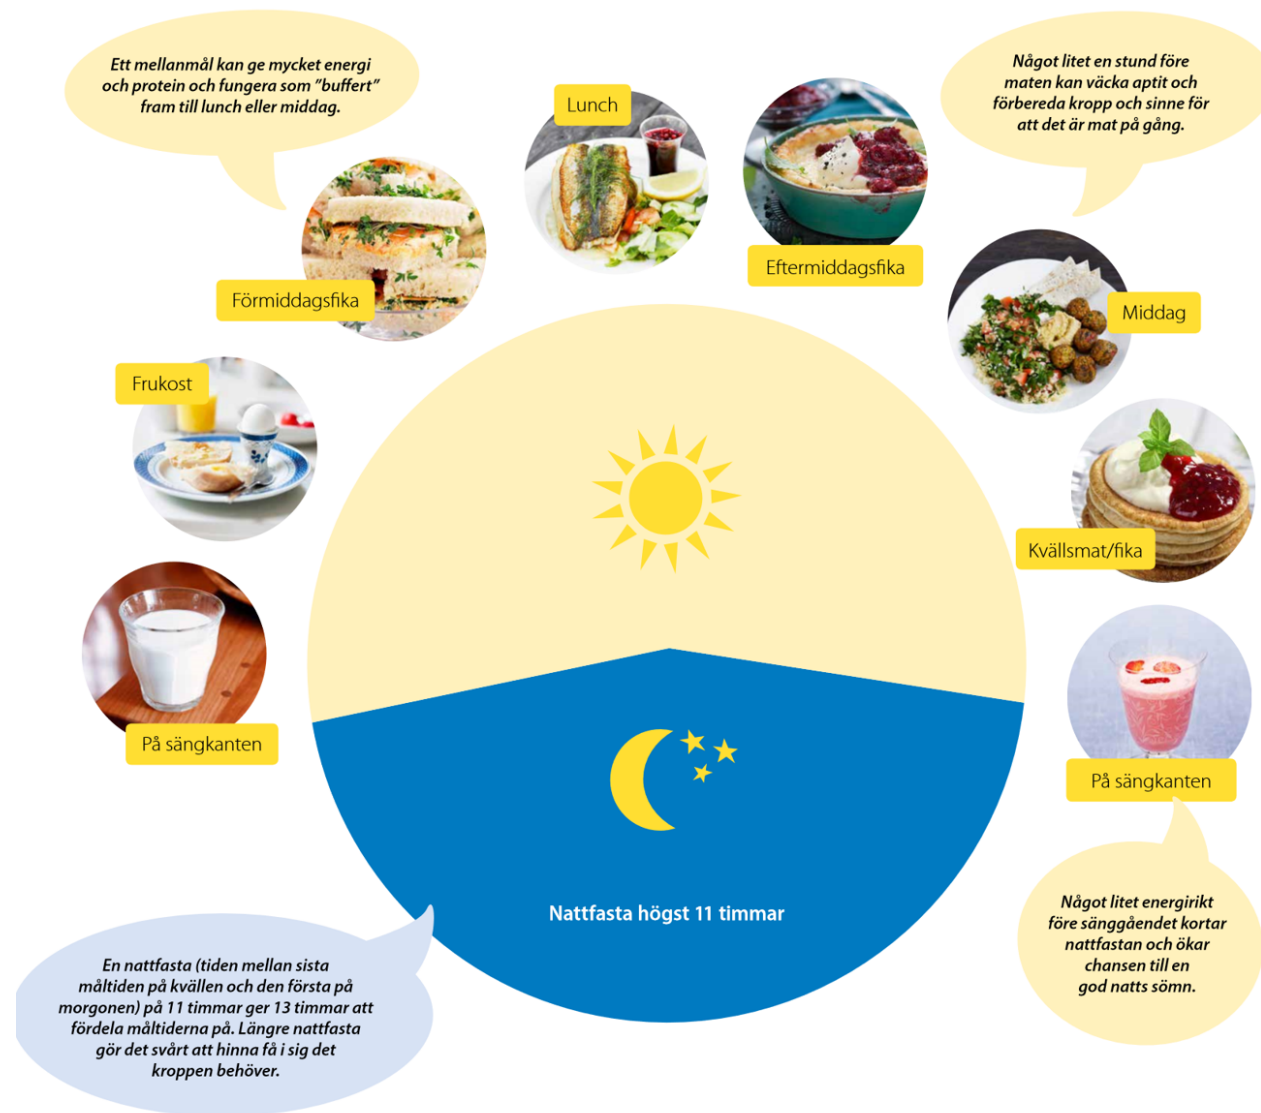 Ett mellanmål kan ge mycket energi
och protein och fungera som ”buffert”
fram till lunch eller middag.
Lunch
Något litet en stund före
maten kan väcka aptit och
förbereda kropp och sinne för
att det är mat på gång.
Eftermiddagsfika
Förmiddagsfika
Middag
Frukost
Kvällsmat/fika
På sängkanten
På sängkanten
Nattfasta högst 11 timmar
Något litet energirikt
före sänggåendet kortar
nattfastan och ökar
chansen till en
god natts sömn.
En nattfasta (tiden mellan sista
måltiden på kvällen och den första på
morgonen) på 11 timmar ger 13 timmar att
fördela måltiderna på. Längre nattfasta
gör det svårt att hinna få i sig det
kroppen behöver.